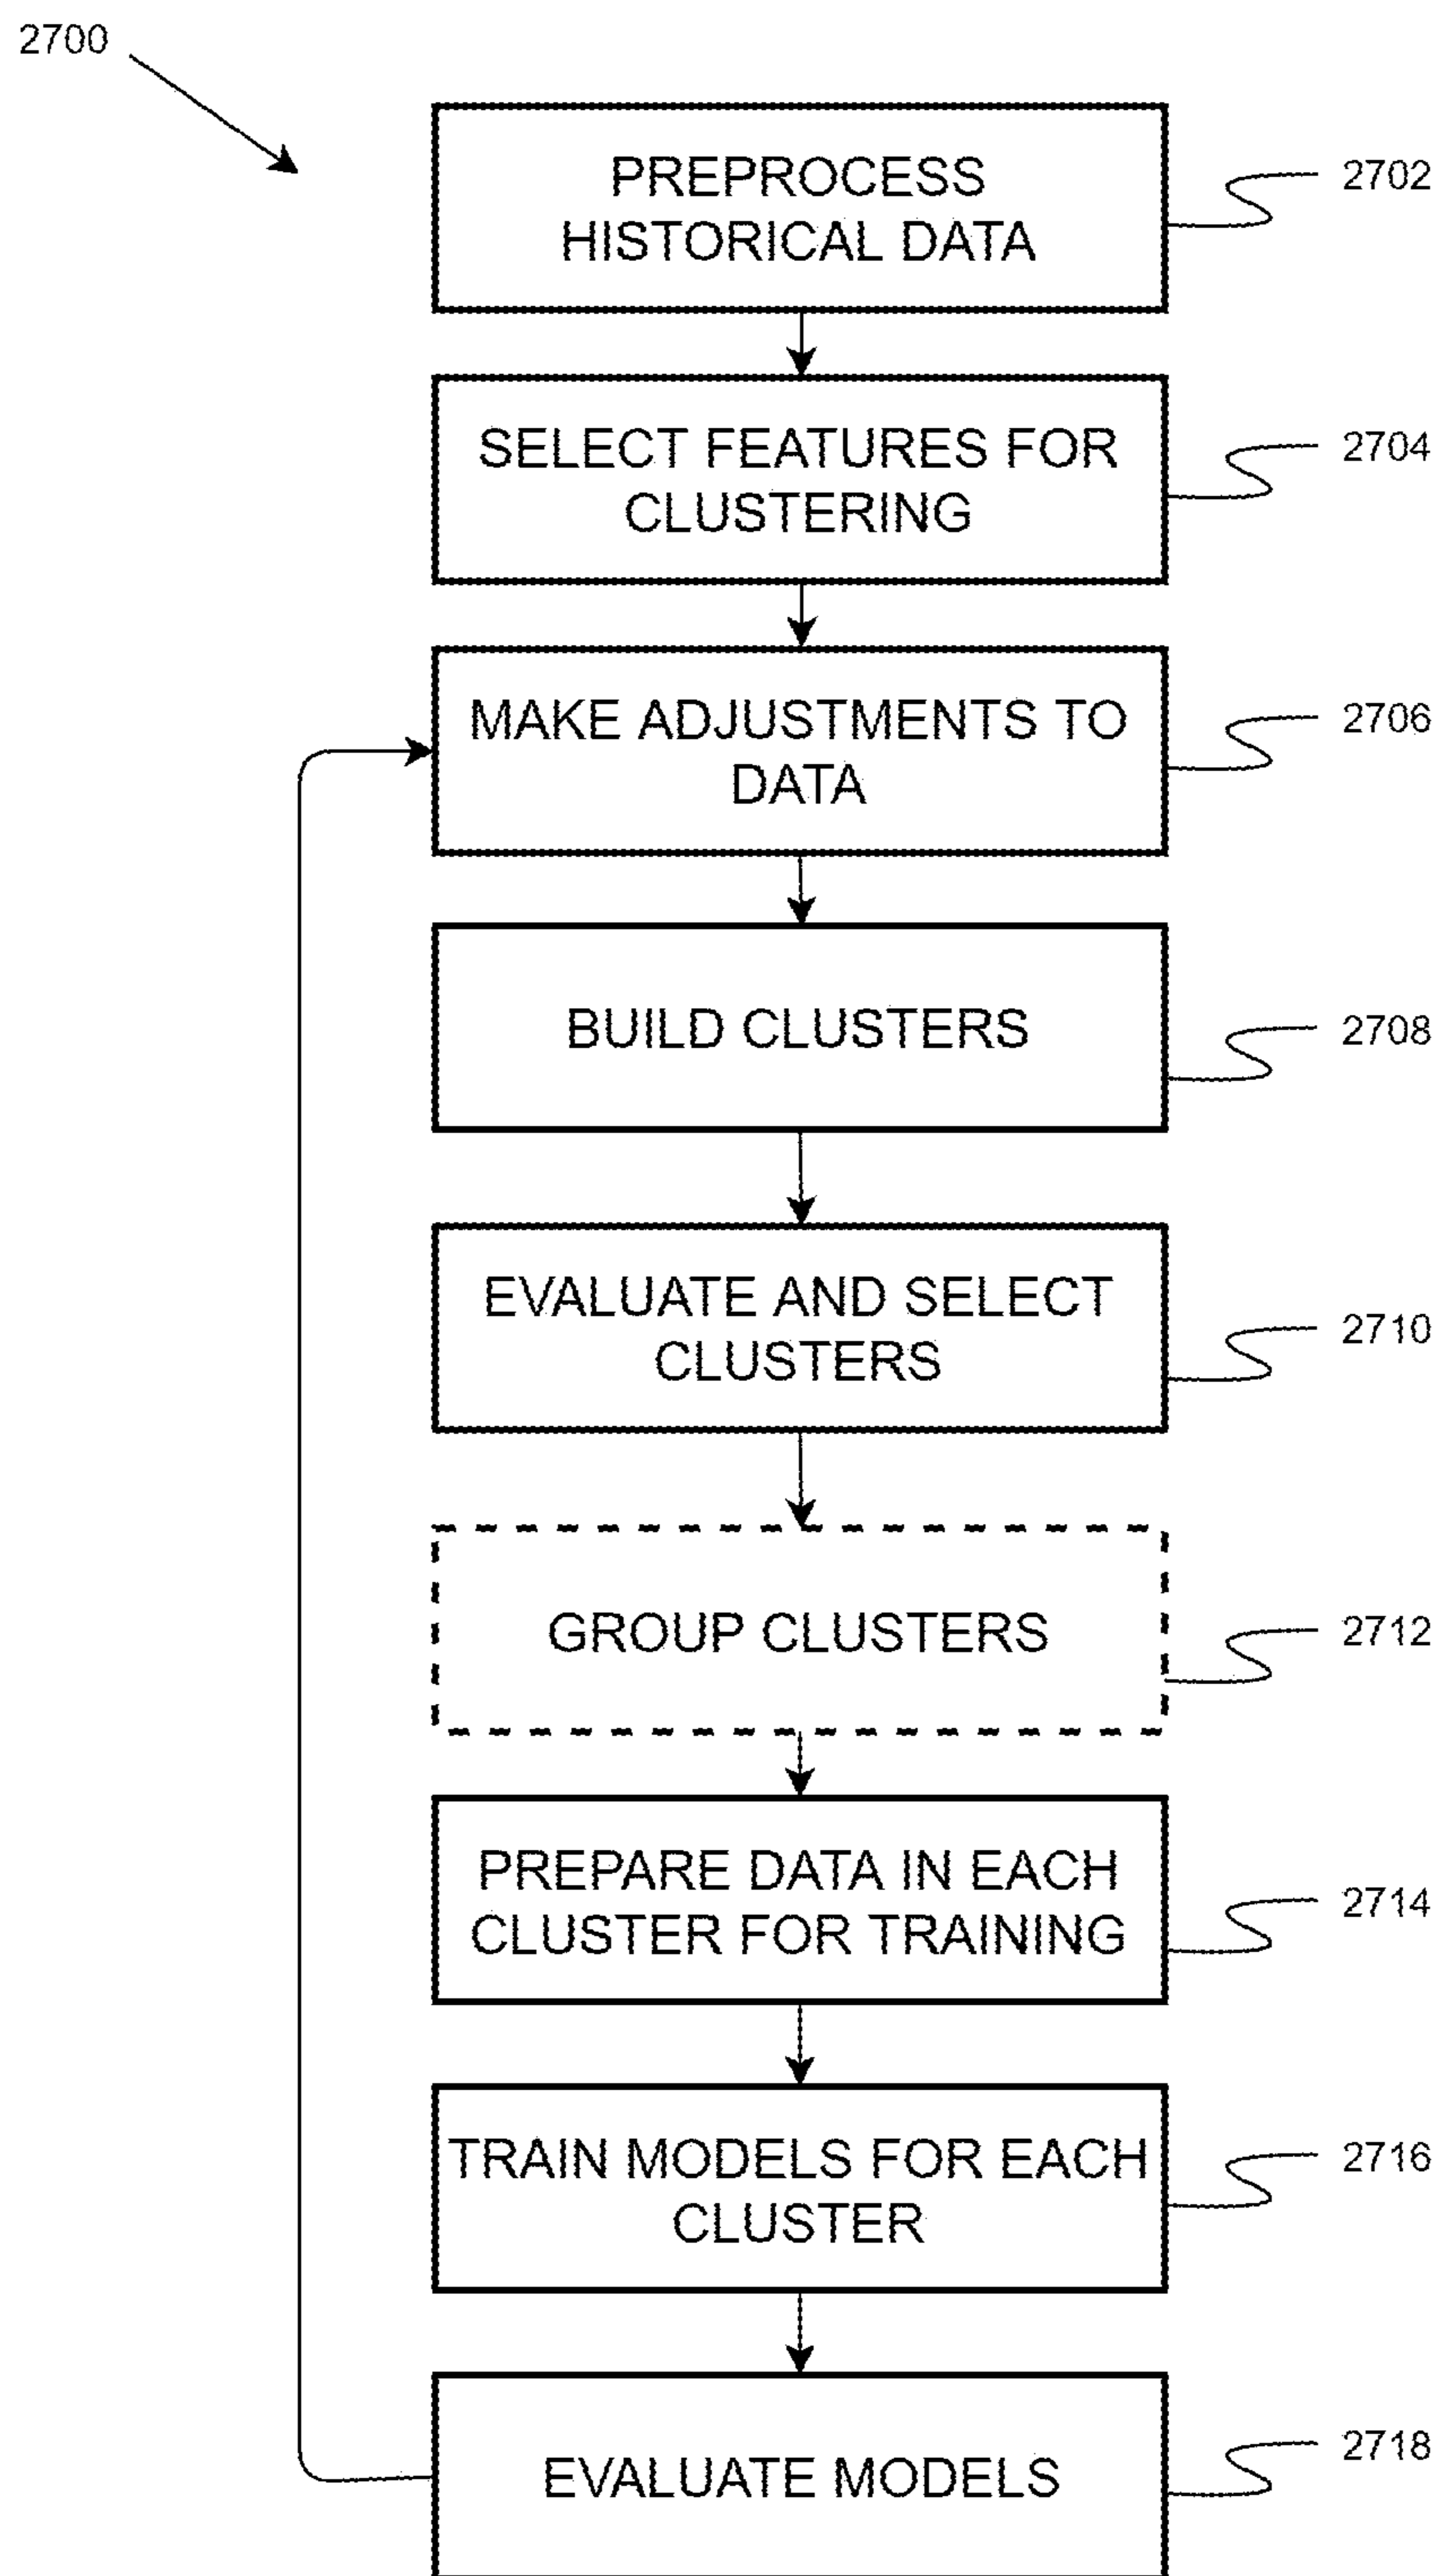 2700
PREPROCESS
HISTORICAL DATA
2702
SELECT FEATURES FOR
CLUSTERING
2704
MAKE ADJUSTMENTS TO
DATA
2706
BUILD CLUSTERS
2708
EVALUATE AND SELECT
CLUSTERS
2710
GROUP CLUSTERS
2712
PREPARE DATA IN EACH
CLUSTER FOR TRAINING
2714
TRAIN MODELS FOR EACH
CLUSTER
2716
EVALUATE MODELS
2718